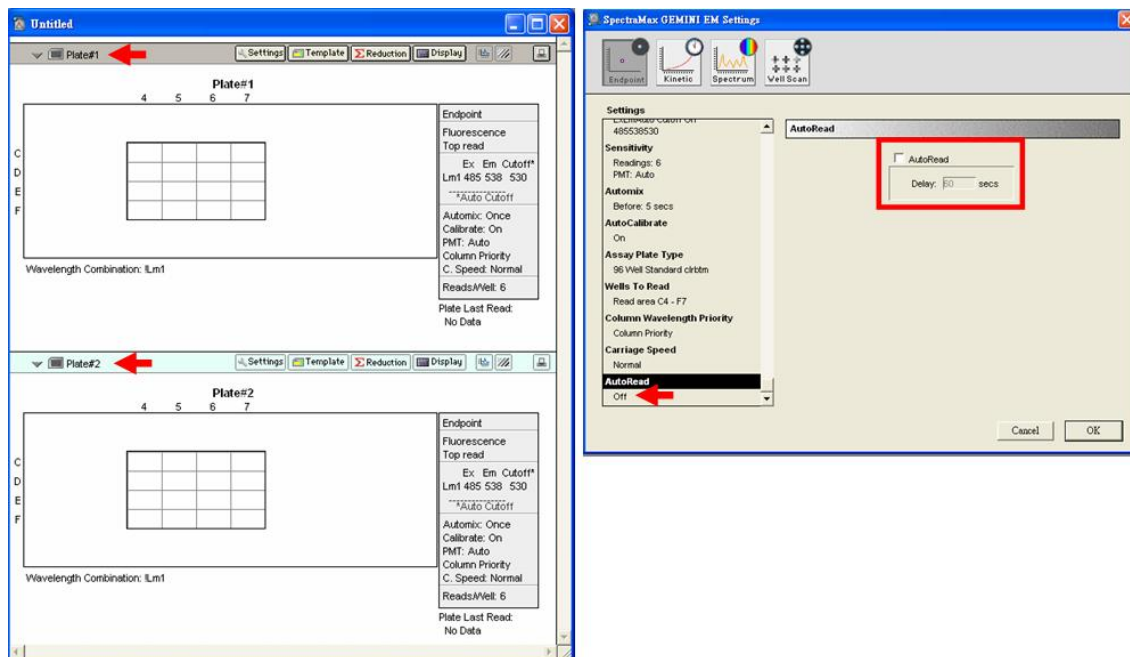 Untitled
Plate#1 Settings Template Reduction Display
Plate#1
4 5 6 7
C
D
E
F
Endpoint
Fluorescence
Top read
Ex Em Cutoff*
Lm1 485 538 530
*Auto Cutoff
Automix: Once
Calibrate: On
PMT: Auto
Column Priority
C. Speed: Normal
Reads/Well: 6
Wavelength Combination: !Lm1
Plate Last Read:
No Data
Plate#2 Settings Template Reduction Display
Plate#2
4 5 6 7
C
D
E
F
Endpoint
Fluorescence
Top read
Ex Em Cutoff*
Lm1 485 538 530
*Auto Cutoff
Automix: Once
Calibrate: On
PMT: Auto
Column Priority
C. Speed: Normal
Reads/Well: 6
Wavelength Combination: !Lm1
Plate Last Read:
No Data
SpectraMax GEMINI EM Settings
Endpoint Kinetic Spectrum Well Scan
Settings
485538530
Sensitivity
Readings: 6
PMT: Auto
Automix
Before: 5 secs
AutoCalibrate
On
Assay Plate Type
96 Well Standard clrbtm
Wells To Read
Read area C4 - F7
Column Wavelength Priority
Column Priority
Carriage Speed
Normal
AutoRead
Off
AutoRead
AutoRead
Delay: 60 secs
Cancel OK